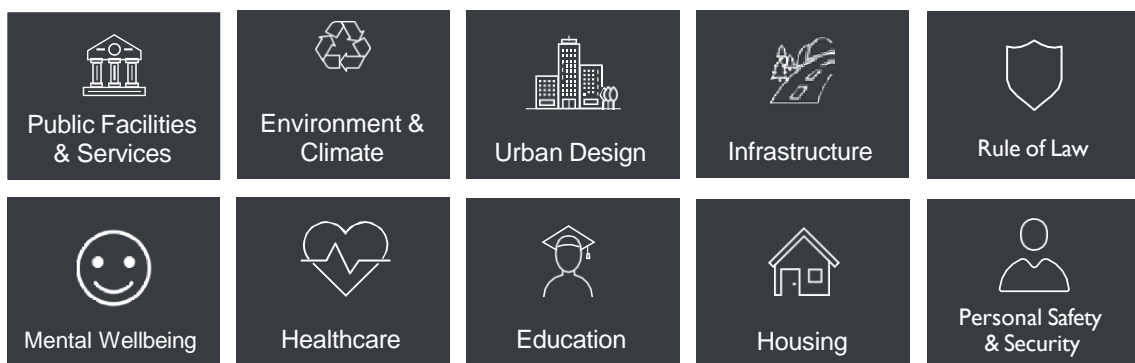 Public Facilities
& Services
Environment &
Climate
Urban Design
Infrastructure
Rule of Law
Mental Wellbeing
Healthcare
Education
Housing
Personal Safety
& Security